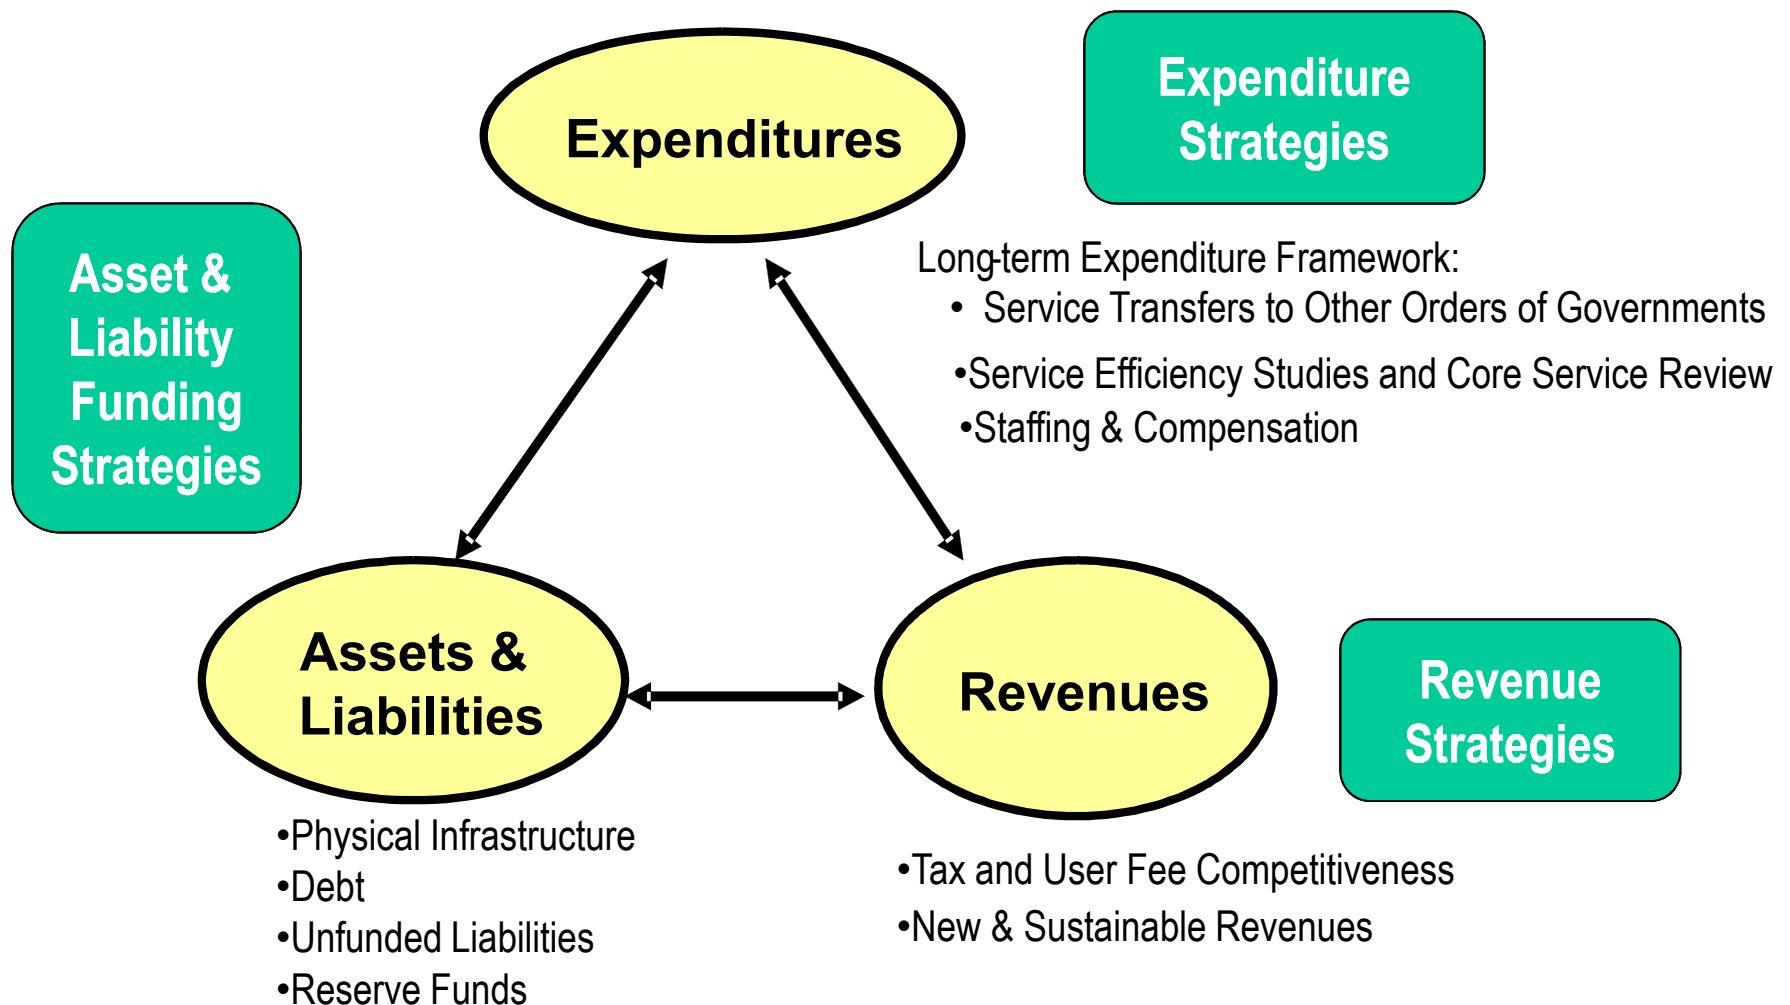 Expenditures
Expenditure
Strategies
Asset &
Liability
Funding
Strategies
Long-term Expenditure Framework:
• Service Transfers to Other Orders of Governments
•Service Efficiency Studies and Core Service Review
•Staffing & Compensation
Assets &
Liabilities
Revenues
Revenue
Strategies
•Physical Infrastructure
•Debt
•Unfunded Liabilities
•Reserve Funds
•Tax and User Fee Competitiveness
•New & Sustainable Revenues